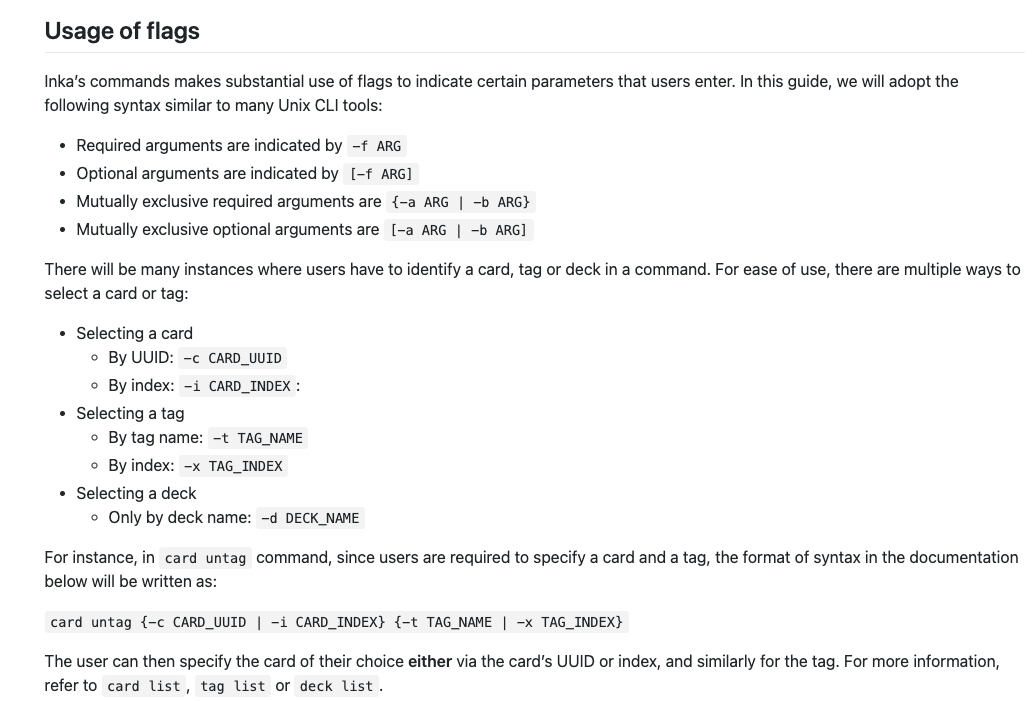 Usage of flags
Inka's commands makes substantial use of flags to indicate certain parameters that users enter. In this guide, we will adopt the
following syntax similar to many Unix CLI tools:
• Required arguments are indicated by -f ARG
• Optional arguments are indicated by [-f ARG]
• Mutually exclusive required arguments are {-a ARG | -b ARG}
• Mutually exclusive optional arguments are [-a ARG | -b ARG]
There will be many instances where users have to identify a card, tag or deck in a command. For ease of use, there are multiple ways to
select a card or tag:
• Selecting a card
◦ By UUID: -c CARD_UUID
◦ By index: -i CARD_INDEX :
• Selecting a tag
◦ By tag name: -t TAG_NAME
◦ By index: -x TAG_INDEX
• Selecting a deck
◦ Only by deck name: -d DECK_NAME
For instance, in card untag command, since users are required to specify a card and a tag, the format of syntax in the documentation
below will be written as:
card untag {-c CARD_UUID | -i CARD_INDEX} {-t TAG_NAME | -x TAG_INDEX}
The user can then specify the card of their choice either via the card's UUID or index, and similarly for the tag. For more information,
refer to card list , tag list or deck list .